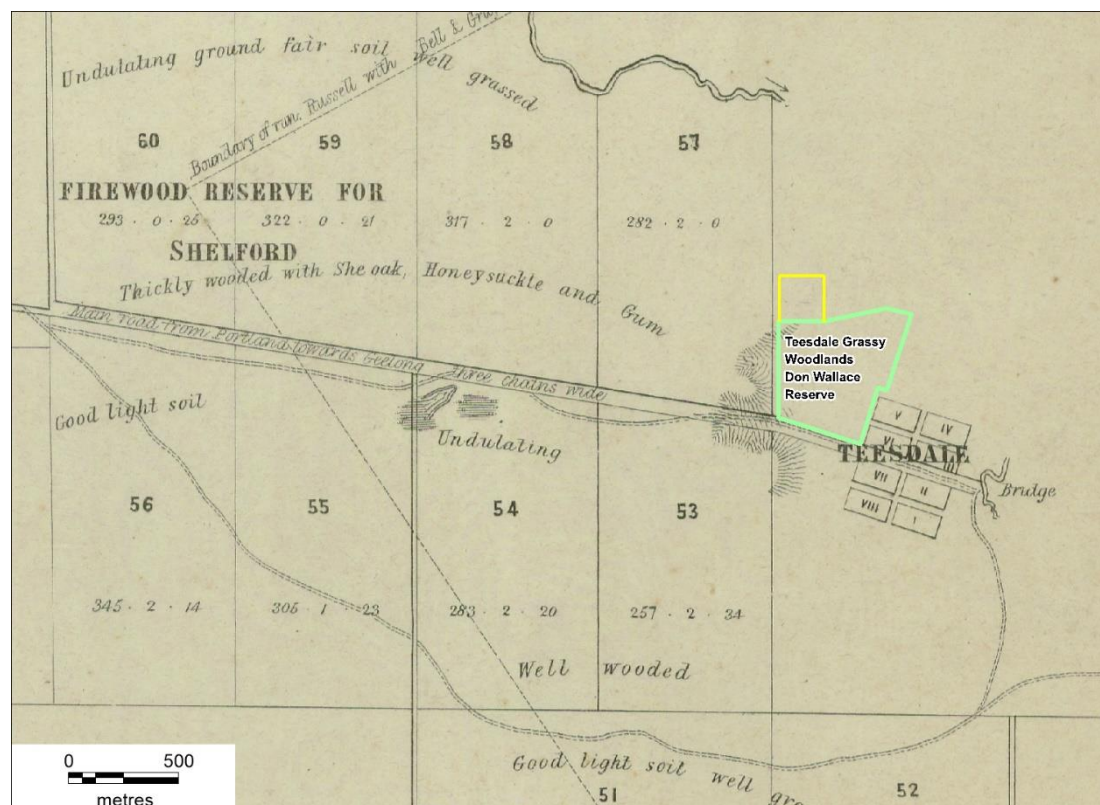 Undulating ground fair soil well grassed
Boundary of run. Russell with Bell &
60
59
58
57
FIREWOOD RESERVE FOR
SHELFORD
293 . 0 . 25
322 . 0 . 21
317 . 2 . 0
282 . 2 . 0
Thickly wooded with She oak, Honeysuckle and Gum
Main road from Portland towards Geelong three chains wide
Teesdale Grassy
Woodlands
Don Wallace
Reserve
Good light soil
Undulating
TEESDALE
V
IV
VI
III
VII
II
VIII
I
Bridge
56
55
54
53
345 . 2 . 14
305 . 1 . 23
283 . 2 . 20
257 . 2 . 34
Well wooded
Good light soil well
51
52
0 500
metres